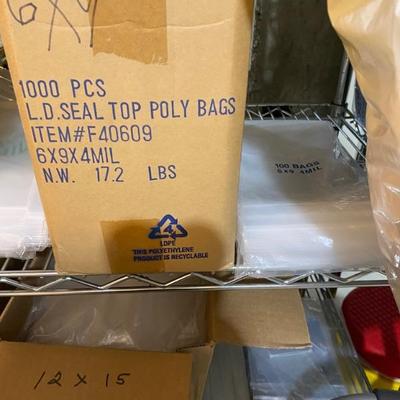 6X9
1000 PCS
L.D.SEAL TOP POLY BAGS
ITEM#F40609
6X9X4MIL
N.W. 17.2 LBS
4
LDPE
THIS POLYETHYLENE
PRODUCT IS RECYCLABLE
100 BAGS
6X9 4MIL
12 X 15